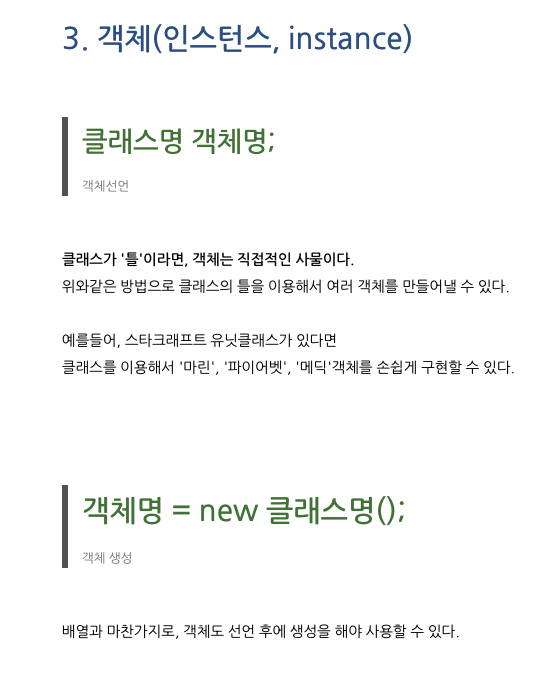 3. 객체(인스턴스, instance)
클래스명 객체명;
객체선언
클래스가 '틀'이라면, 객체는 직접적인 사물이다.
위와같은 방법으로 클래스의 틀을 이용해서 여러 객체를 만들어낼 수 있다.
예를들어, 스타크래프트 유닛클래스가 있다면
클래스를 이용해서 '마린', '파이어벳', '메딕'객체를 손쉽게 구현할 수 있다.
객체명 = new 클래스명();
객체 생성
배열과 마찬가지로, 객체도 선언 후에 생성을 해야 사용할 수 있다.